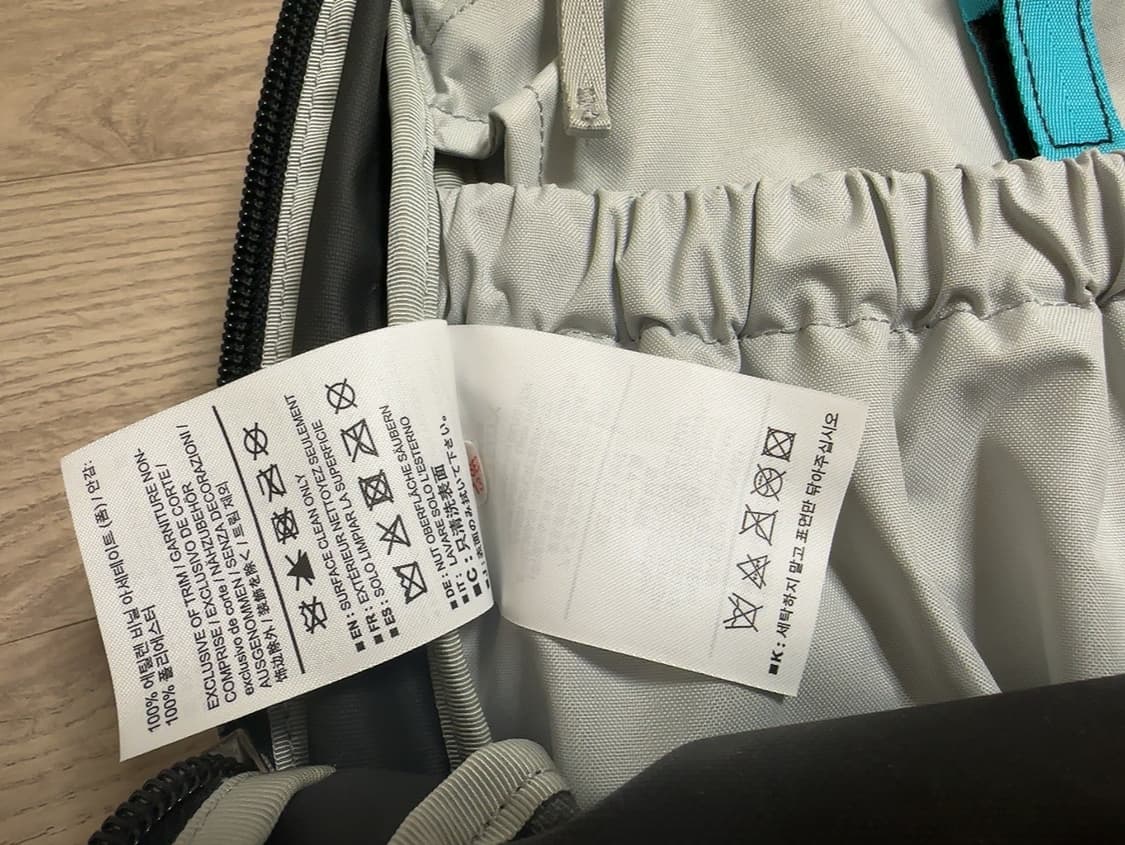 100% 에틸렌 비닐 아세테이트 (폼) / 안감:
100% 폴리에스터
EXCLUSIVE OF TRIM / GARNITURE NON-
COMPRISE / EXCLUSIVO DE CORTE /
exclusivo de corte / NÄHZUBEHÖR
AUSGENOMMEN / SENZA DECORAZIONI /
饰边除外 / 装飾を除く / 트림 제외
■EN: SURFACE CLEAN ONLY
■FR: EXTÉRIEUR NETTOYEZ SEULEMENT
■ES: SOLO LIMPIAR LA SUPERFICIE
■DE: NUT OBERFLÄCHE SÄUBERN
■IT: LAVARE SOLO L'ESTERNO
■C : 只清洗表面
■J : 表面のみ拭いて下さい。
■K : 세탁하지 말고 표면만 닦아주십시오